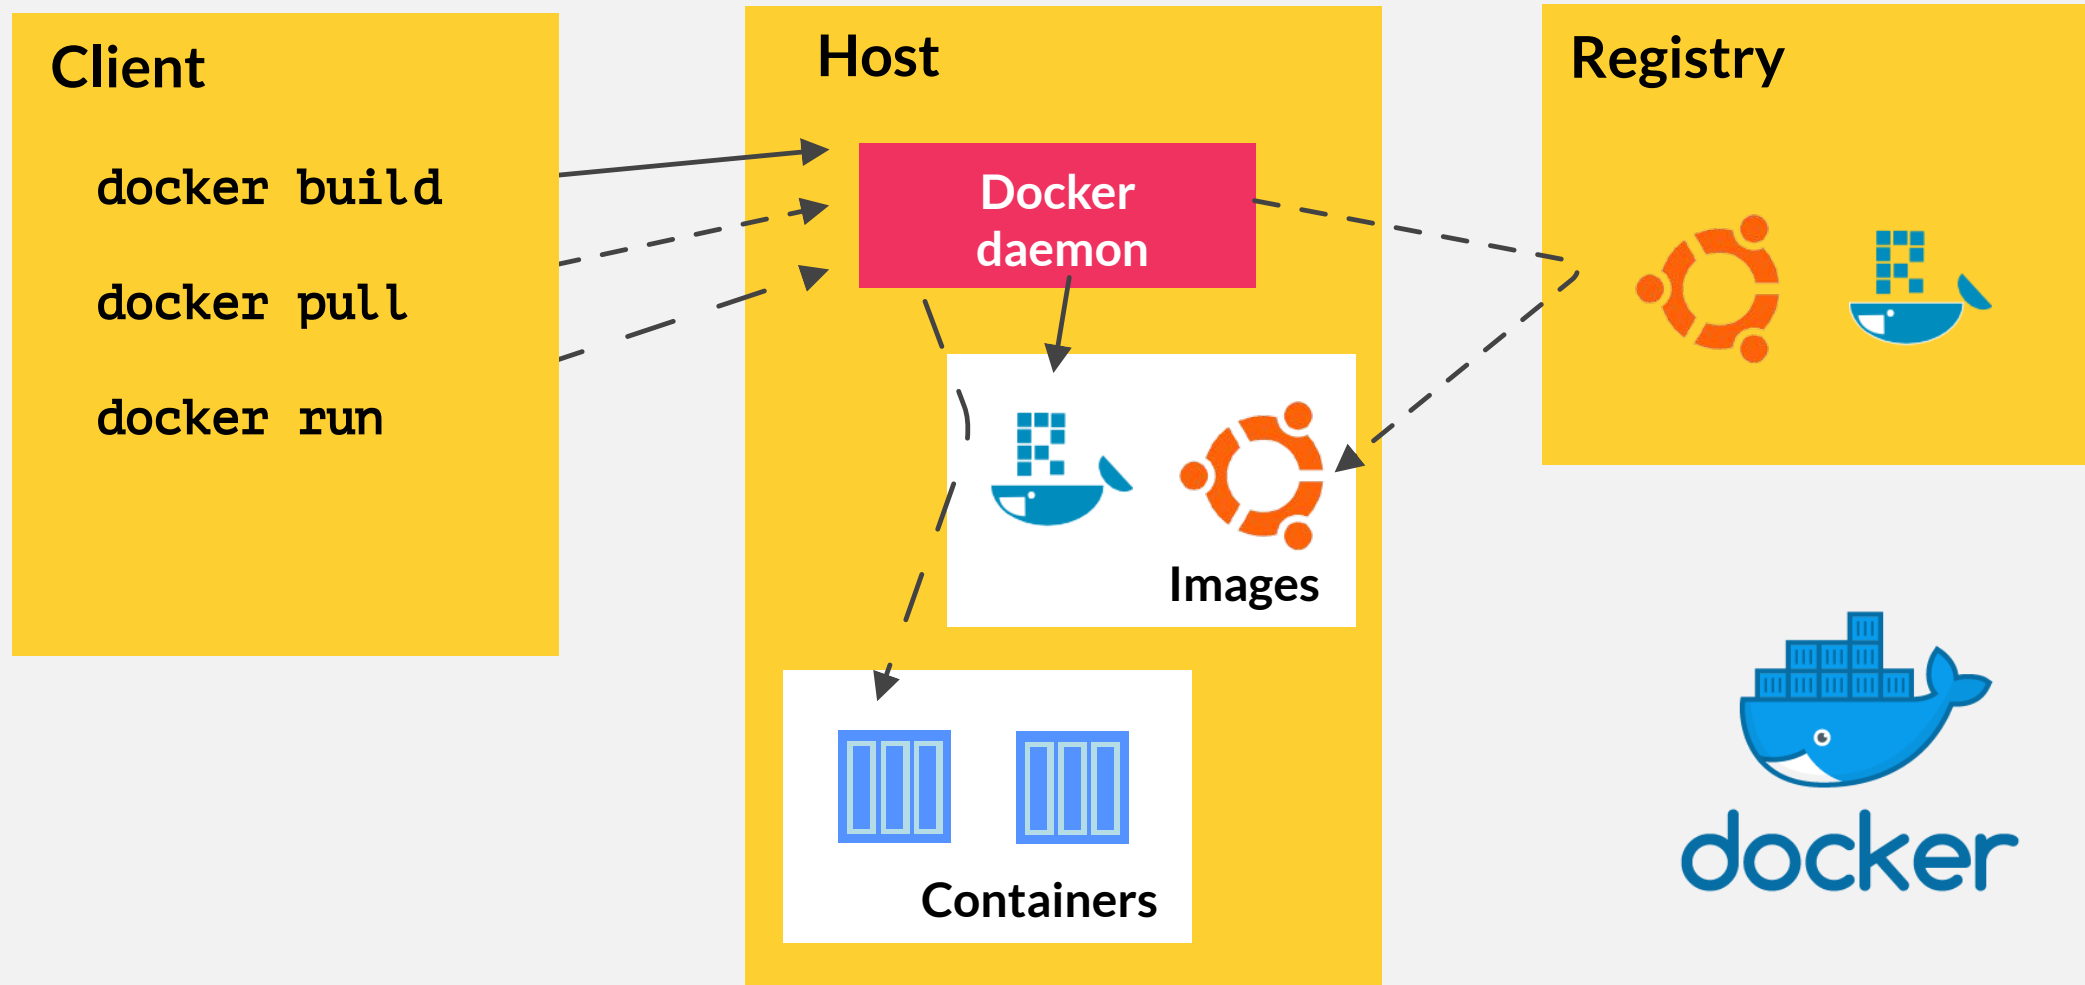 Client
docker build
docker pull
docker run
Host
Docker
daemon
Images
Containers
Registry
docker